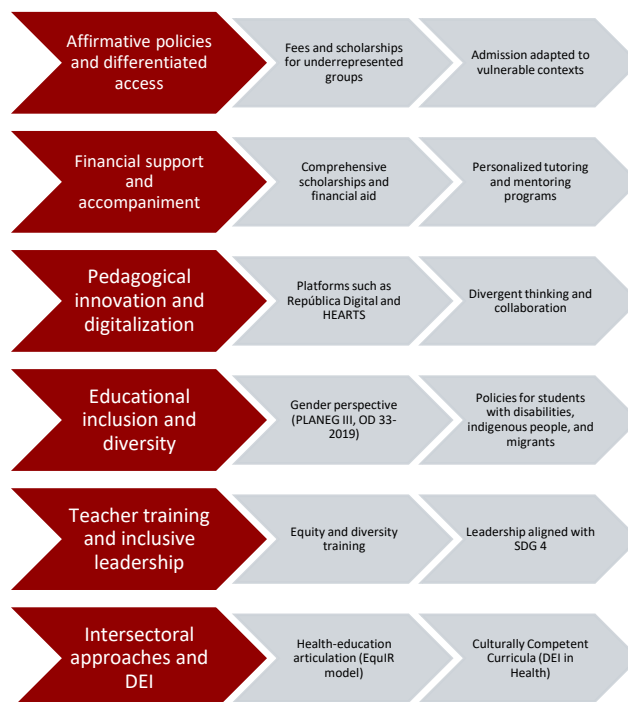 Affirmative policies
and differentiated
access
Fees and scholarships
for underrepresented
groups
Admission adapted to
vulnerable contexts
Financial support
and
accompaniment
Comprehensive
scholarships and
financial aid
Personalized tutoring
and mentoring
programs
Pedagogical
innovation and
digitalization
Platforms such as
República Digital and
HEARTS
Divergent thinking and
collaboration
Educational
inclusion and
diversity
Gender perspective
(PLANEG III, OD 33-
2019)
Policies for students
with disabilities,
indigenous people, and
migrants
Teacher training
and inclusive
leadership
Equity and diversity
training
Leadership aligned with
SDG 4
Intersectoral
approaches and
DEI
Health-education
articulation (EquIR
model)
Culturally Competent
Curricula (DEI in
Health)